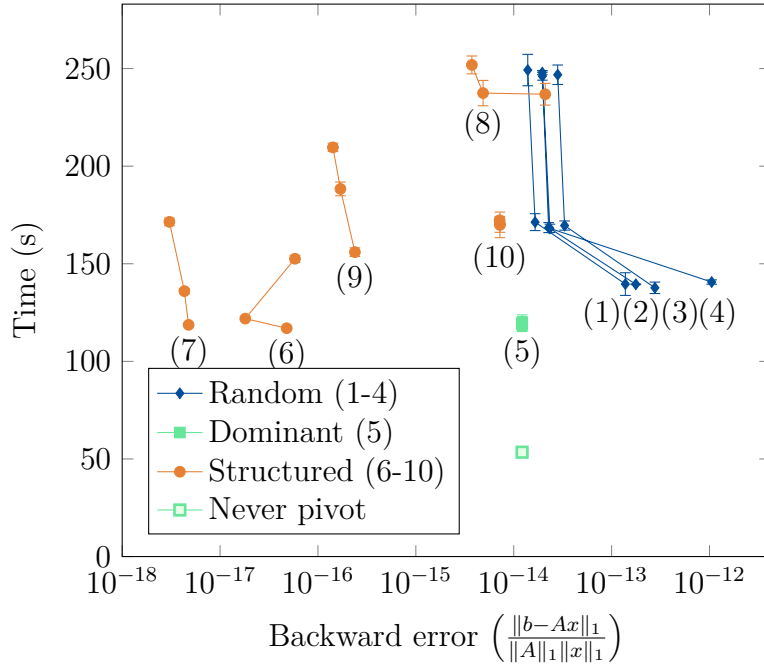 250
200
150
100
50
0
Time (s)
(8)
(10)
(9)
(1)(2)(3)(4)
(7)
(6)
(5)
Random (1-4)
Dominant (5)
Structured (6-10)
Never pivot
10^−18 10^−17 10^−16 10^−15 10^−14 10^−13 10^−12
Backward error (‖b−Ax‖₁ / ‖A‖₁‖x‖₁)